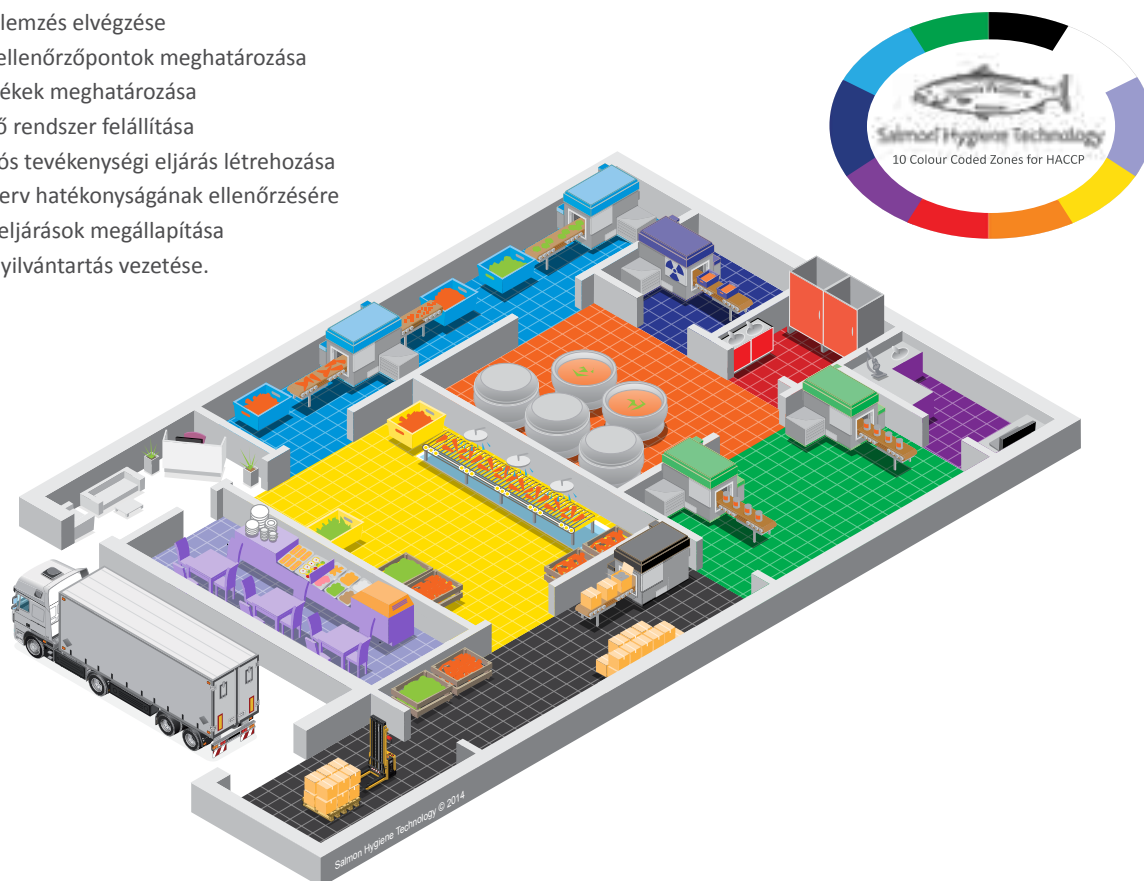 lemzés elvégzése
ellenőrzőpontok meghatározása
ékek meghatározása
ő rendszer felállítása
ós tevékenységi eljárás létrehozása
erv hatékonyságának ellenőrzésére
eljárások megállapítása
yilvántartás vezetése.
Salmon Hygiene Technology
10 Colour Coded Zones for HACCP
Salmon Hygiene Technology © 2014